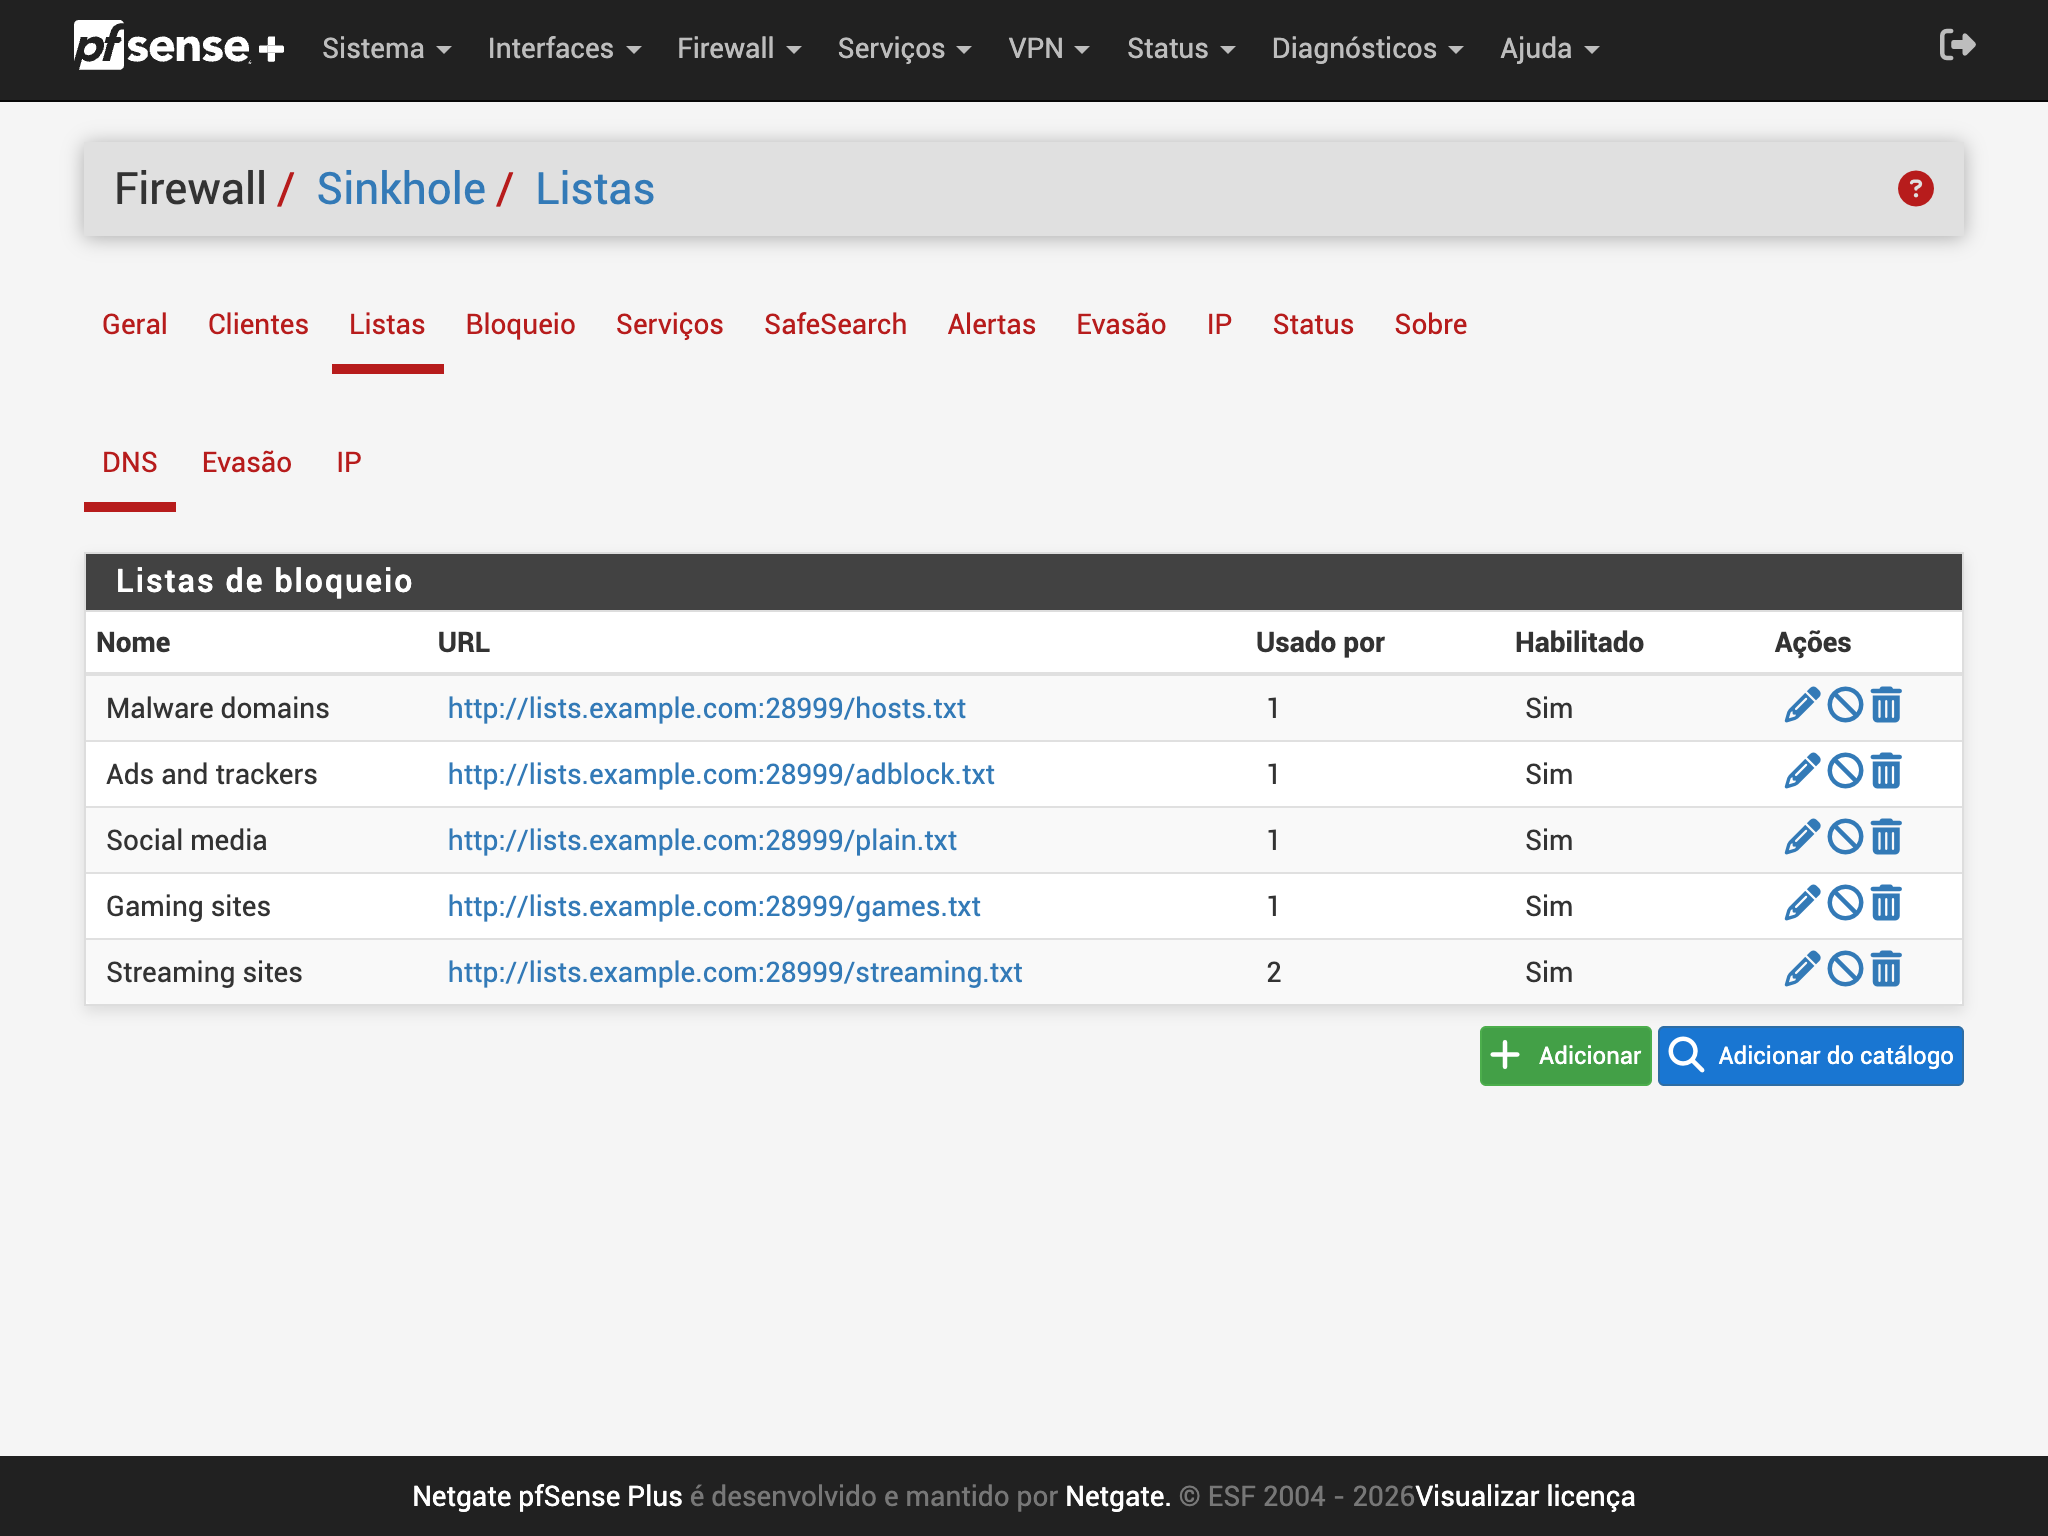 pfsense+ Sistema Interfaces Firewall Serviços VPN Status Diagnósticos Ajuda
Firewall / Sinkhole / Listas
Geral Clientes Listas Bloqueio Serviços SafeSearch Alertas Evasão IP Status Sobre
DNS Evasão IP
Listas de bloqueio
Nome URL Usado por Habilitado Ações
Malware domains http://lists.example.com:28999/hosts.txt 1 Sim
Ads and trackers http://lists.example.com:28999/adblock.txt 1 Sim
Social media http://lists.example.com:28999/plain.txt 1 Sim
Gaming sites http://lists.example.com:28999/games.txt 1 Sim
Streaming sites http://lists.example.com:28999/streaming.txt 2 Sim
Adicionar Adicionar do catálogo
Netgate pfSense Plus é desenvolvido e mantido por Netgate. © ESF 2004 - 2026Visualizar licença